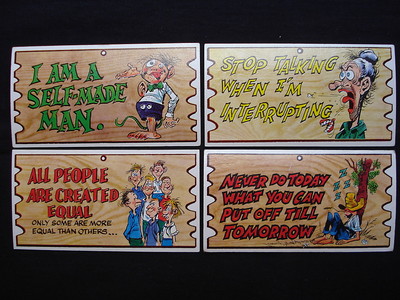 I AM A
SELF-MADE
MAN.
STOP TALKING
WHEN I'M
INTERRUPTING
ALL PEOPLE
ARE CREATED
EQUAL
ONLY SOME ARE MORE
EQUAL THAN OTHERS...
NEVER DO TODAY
WHAT YOU CAN
PUT OFF TILL
TOMORROW